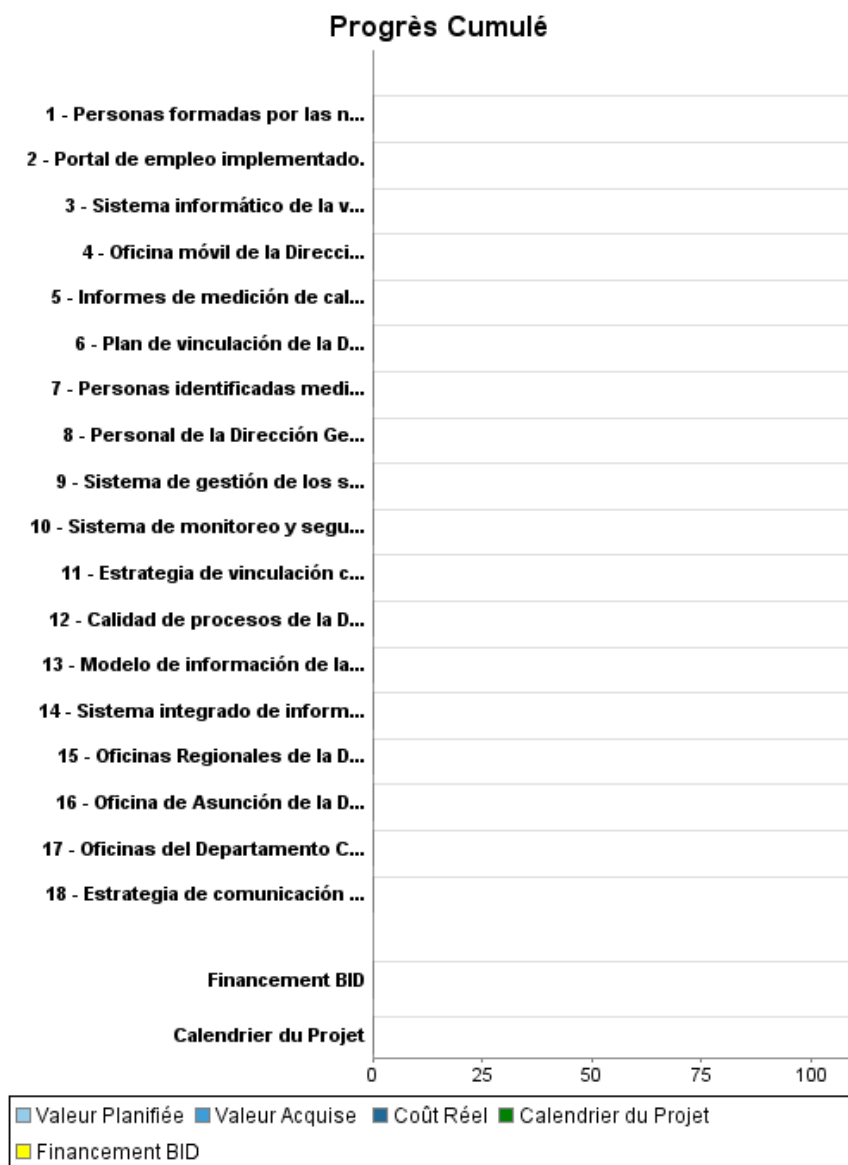 Progrès Cumulé
1 - Personas formadas por las n...
2 - Portal de empleo implementado.
3 - Sistema informático de la v...
4 - Oficina móvil de la Direcci...
5 - Informes de medición de cal...
6 - Plan de vinculación de la D...
7 - Personas identificadas medi...
8 - Personal de la Dirección Ge...
9 - Sistema de gestión de los s...
10 - Sistema de monitoreo y segu...
11 - Estrategia de vinculación c...
12 - Calidad de procesos de la D...
13 - Modelo de información de la...
14 - Sistema integrado de inform...
15 - Oficinas Regionales de la D...
16 - Oficina de Asunción de la D...
17 - Oficinas del Departamento C...
18 - Estrategia de comunicación ...
Financement BID
Calendrier du Projet
0 25 50 75 100
Valeur Planifiée Valeur Acquise Coût Réel Calendrier du Projet
Financement BID